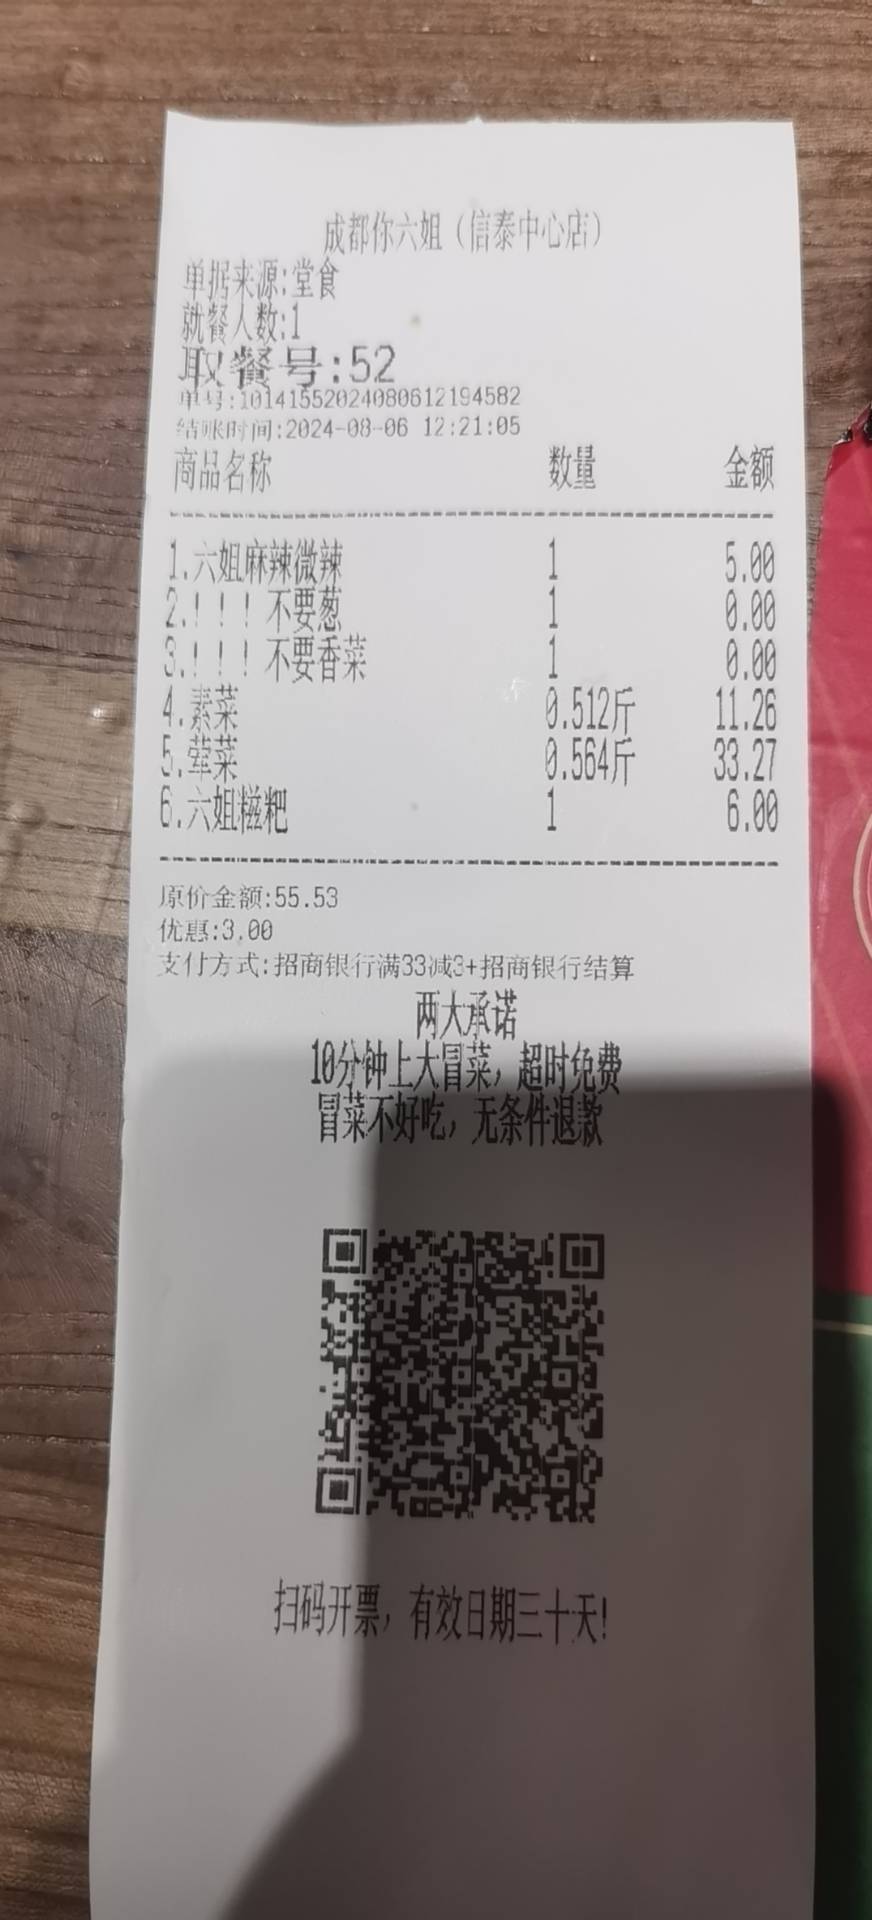 成都你六姐（信泰中心店）
单据来源:堂食
就餐人数:1
取餐号:52
单号:10141552024080612194582
结账时间:2024-08-06 12:21:05
商品名称 数量 金额
1.六姐麻辣微辣 1 5.00
2.！！！不要葱 1 0.00
3.！！！不要香菜 1 0.00
4.素菜 0.512斤 11.26
5.荤菜 0.564斤 33.27
6.六姐糍粑 1 6.00
原价金额:55.53
优惠:3.00
支付方式:招商银行满33减3+招商银行结算
两大承诺
10分钟上大冒菜，超时免费
冒菜不好吃，无条件退款
扫码开票，有效日期三十天!